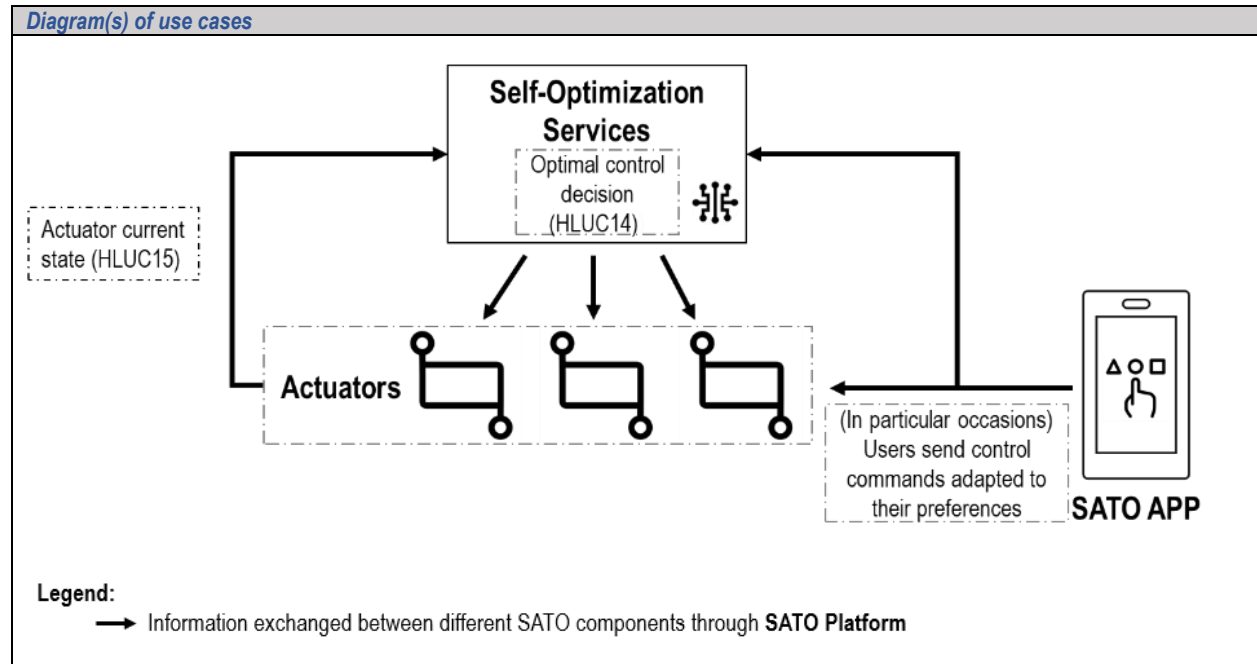 Diagram(s) of use cases
Self-Optimization
Services
Optimal control
decision
(HLUC14)
Actuator current
state (HLUC15)
Actuators
(In particular occasions)
Users send control
commands adapted to
their preferences
SATO APP
Legend:
Information exchanged between different SATO components through SATO Platform